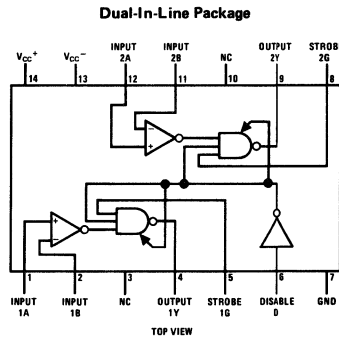 Dual-In-Line Package
VCC+ VCC− INPUT 2A INPUT 2B NC OUTPUT 2Y STROBE 2G
14 13 12 11 10 9 8
− +
+ −
1 2 3 4 5 6 7
INPUT 1A INPUT 1B NC OUTPUT 1Y STROBE 1G DISABLE D GND
TOP VIEW